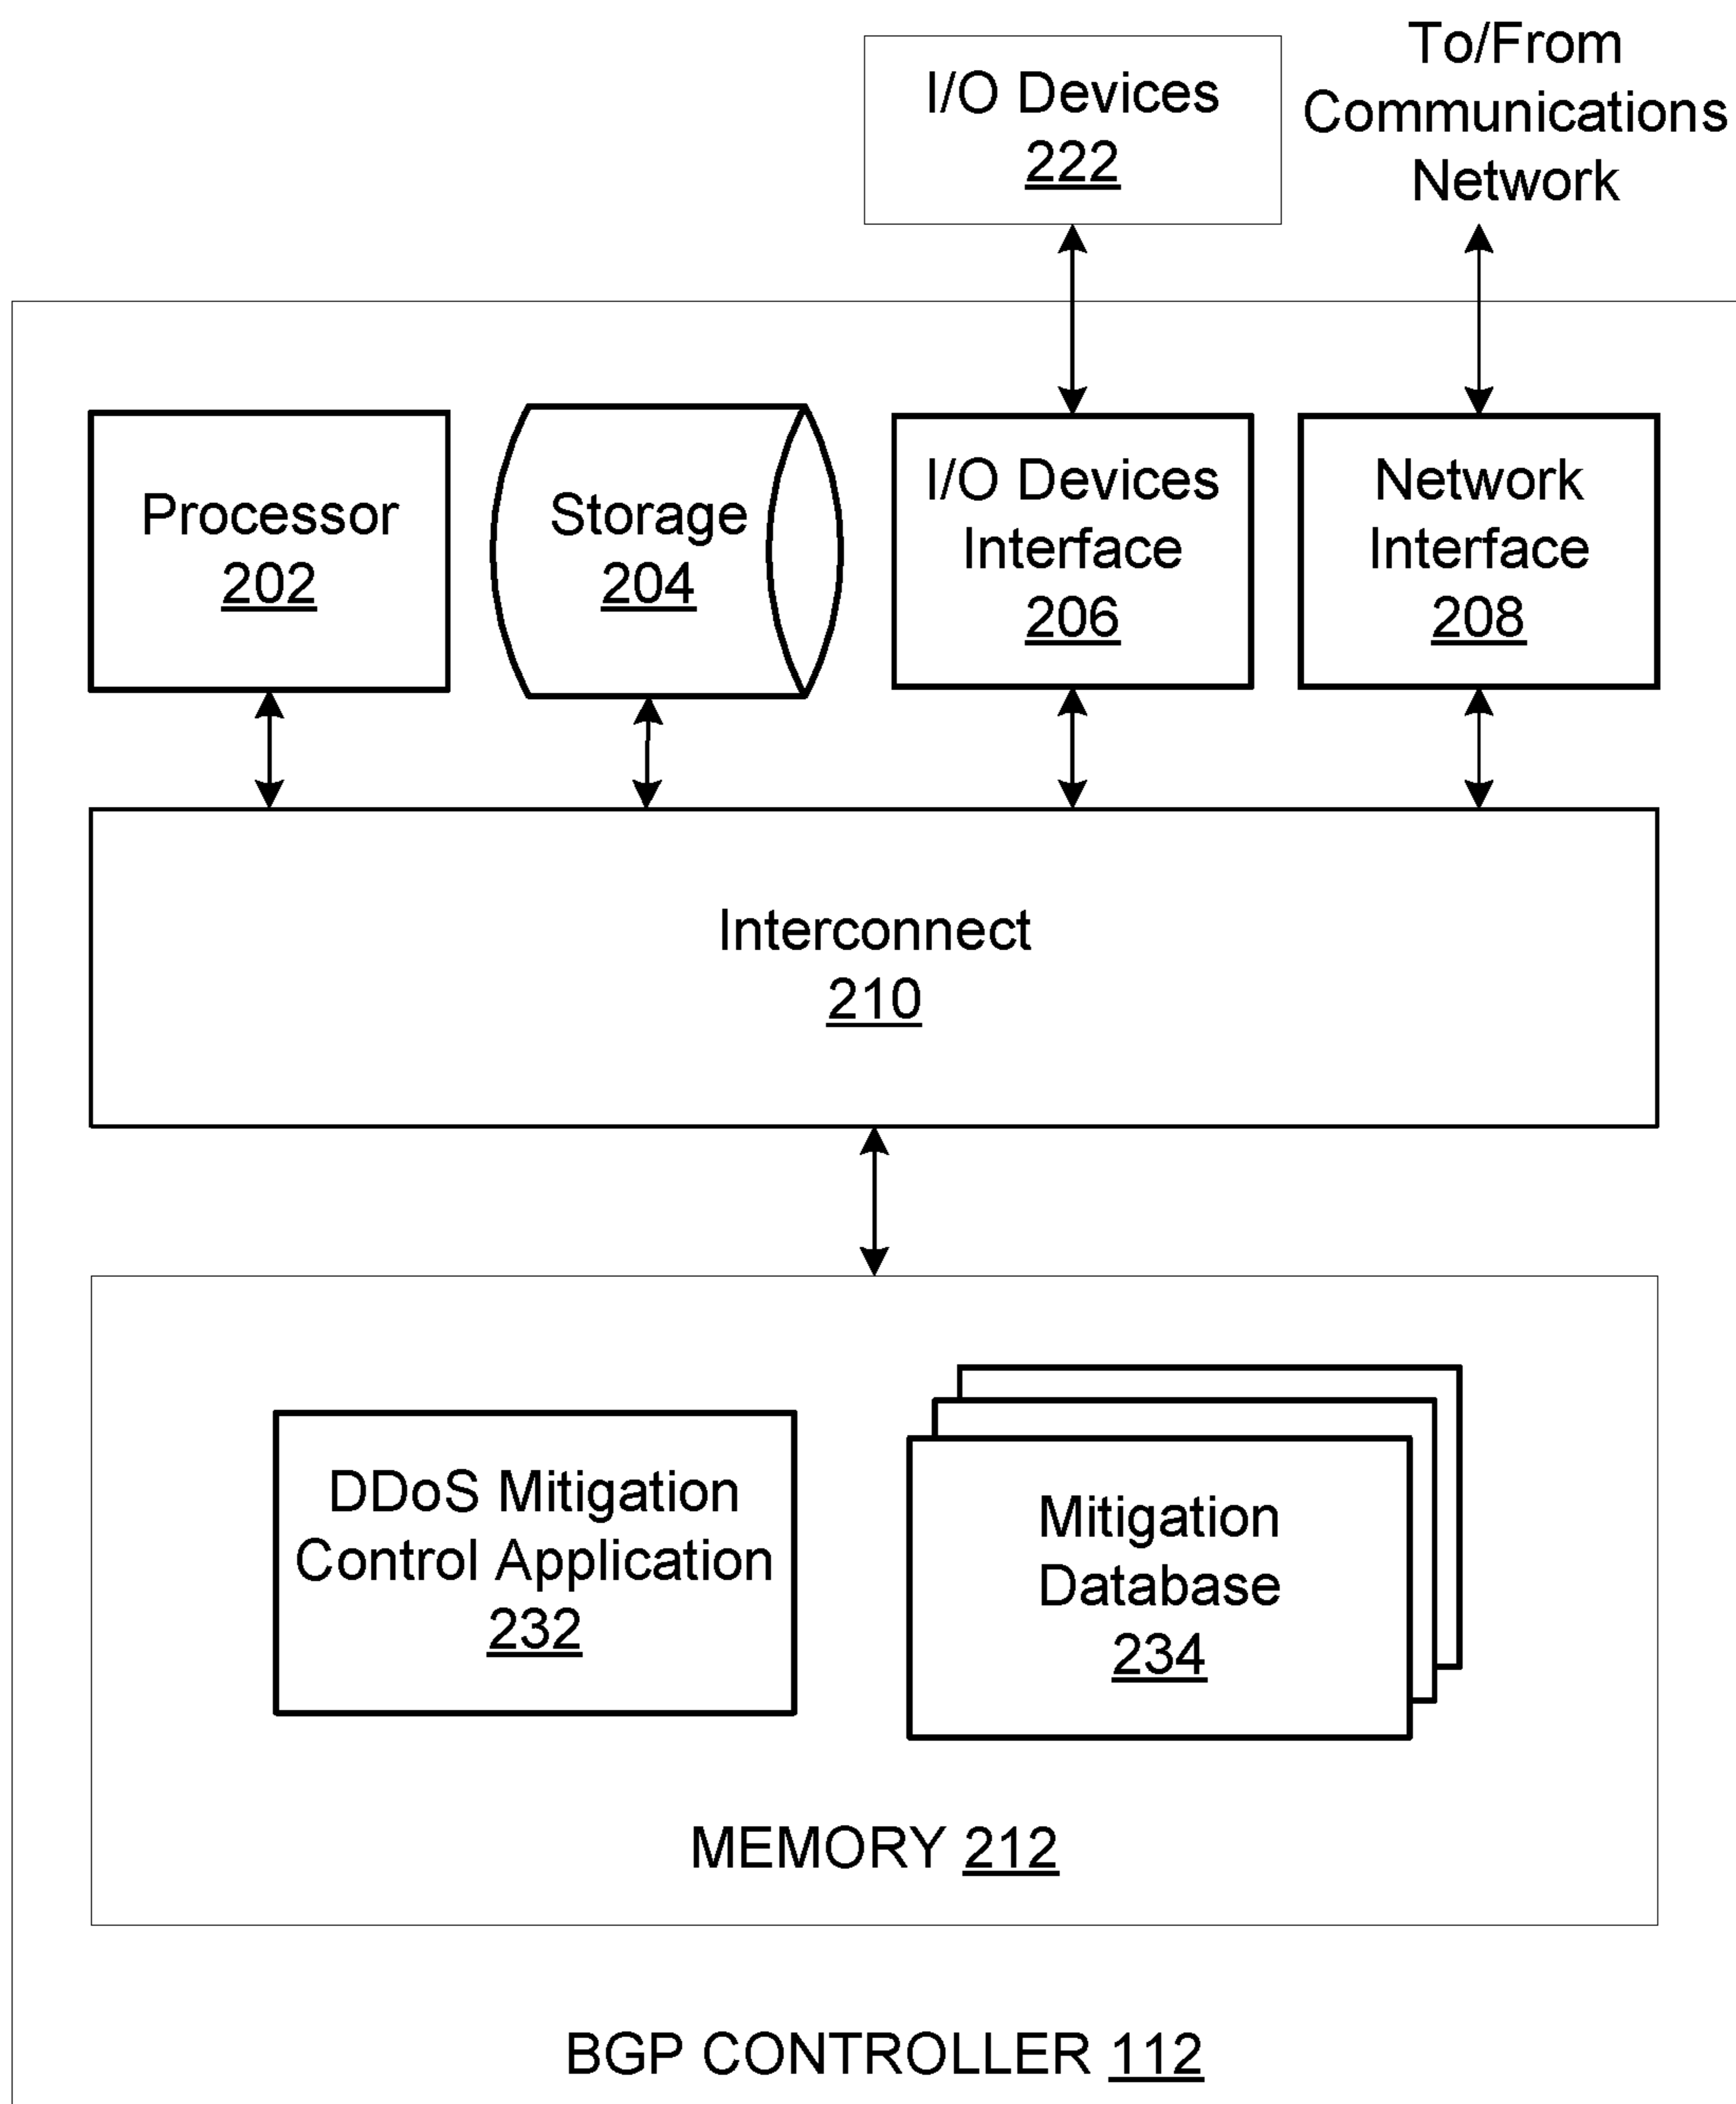 I/O Devices
222
To/From
Communications
Network
Processor
202
Storage
204
I/O Devices
Interface
206
Network
Interface
208
Interconnect
210
DDoS Mitigation
Control Application
232
Mitigation
Database
234
MEMORY 212
BGP CONTROLLER 112